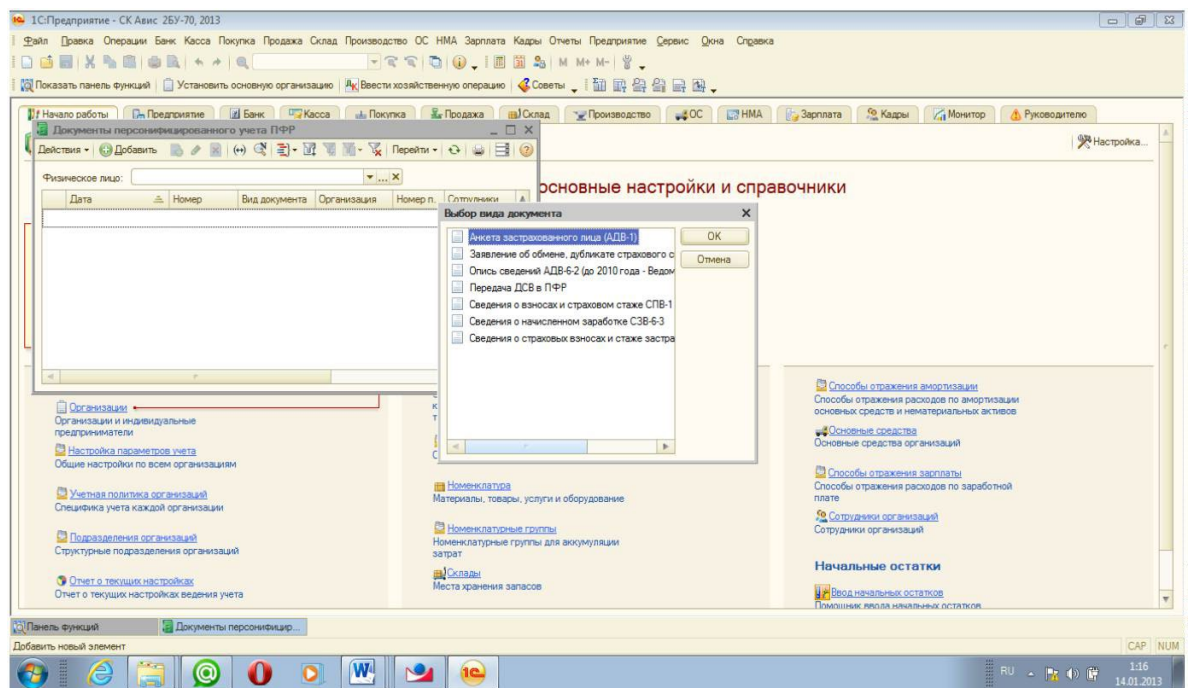 1С:Предприятие - СК Авис 2БУ-70, 2013
Файл Правка Операции Банк Касса Покупка Продажа Склад Производство ОС НМА Зарплата Кадры Отчеты Предприятие Сервис Окна Справка
M M+ M-
Показать панель функций Установить основную организацию Ввести хозяйственную операцию Советы
Начало работы Предприятие Банк Касса Покупка Продажа Склад Производство ОС НМА Зарплата Кадры Монитор Руководителю
Документы персонифицированного учета ПФР
Действия Добавить Перейти
Настройка...
Физическое лицо:
основные настройки и справочники
Дата Номер Вид документа Организация Номер п. Сотрудники
Выбор вида документа
Анкета застрахованного лица (АДВ-1)
Заявление об обмене, дубликате страхового с
Опись сведений АДВ-6-2 (до 2010 года - Ведом
Передача ДСВ в ПФР
Сведения о взносах и страховом стаже СПВ-1
Сведения о начисленном заработке СЗВ-6-3
Сведения о страховых взносах и стаже застра
OK
Отмена
Организации
Организации и индивидуальные
предприниматели
Настройка параметров учета
Общие настройки по всем организациям
Учетная политика организаций
Специфика учета каждой организации
Подразделения организаций
Структурные подразделения организаций
Отчет о текущих настройках
Отчет о текущих настройках ведения учета
Номенклатура
Материалы, товары, услуги и оборудование
Номенклатурные группы
Номенклатурные группы для аккумуляции
затрат
Склады
Места хранения запасов
Способы отражения амортизации
Способы отражения расходов по амортизации
основных средств и нематериальных активов
Основные средства
Основные средства организаций
Способы отражения зарплаты
Способы отражения расходов по заработной
плате
Сотрудники организаций
Сотрудники организаций
Начальные остатки
Ввод начальных остатков
Помощник ввода начальных остатков
Панель функций Документы персонифицир...
Добавить новый элемент
CAP NUM
RU
1:16
14.01.2013